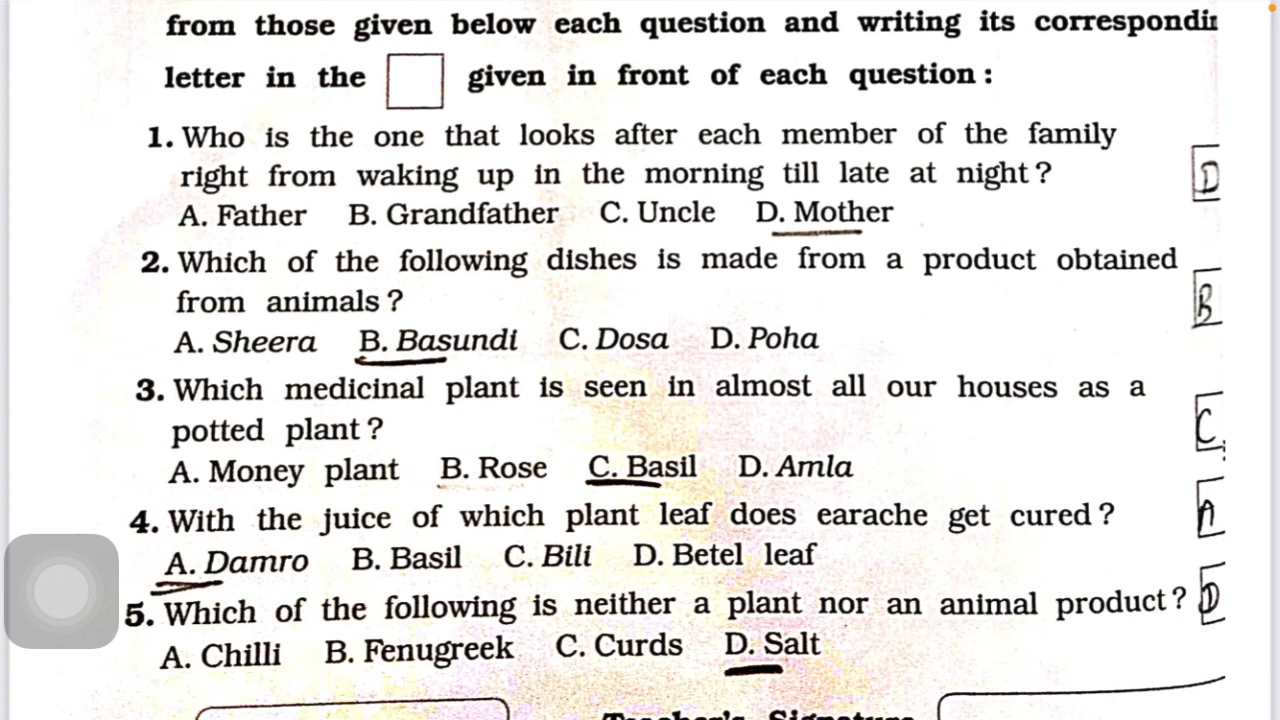 from those given below each question and writing its correspondin
letter in the given in front of each question :
1. Who is the one that looks after each member of the family
right from waking up in the morning till late at night ?
D
A. Father B. Grandfather C. Uncle D. Mother
2. Which of the following dishes is made from a product obtained
from animals ?
B
A. Sheera B. Basundi C. Dosa D. Poha
3. Which medicinal plant is seen in almost all our houses as a
potted plant ?
C
A. Money plant B. Rose C. Basil D. Amla
4. With the juice of which plant leaf does earache get cured ?
A
A. Damro B. Basil C. Bili D. Betel leaf
5. Which of the following is neither a plant nor an animal product ?
D
A. Chilli B. Fenugreek C. Curds D. Salt
Teacher's Signature